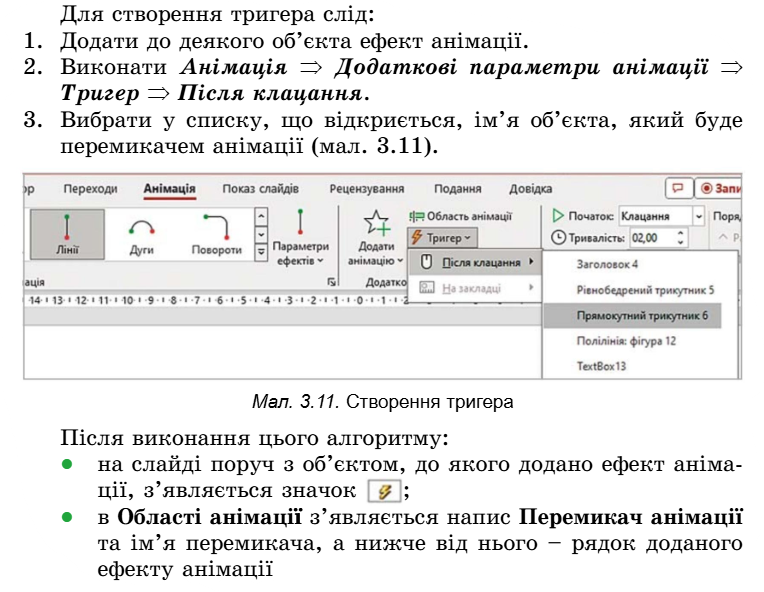 Для створення тригера слід:
1. Додати до деякого об’єкта ефект анімації.
2. Виконати Анімація ⇒ Додаткові параметри анімації ⇒
Тригер ⇒ Після клацання.
3. Вибрати у списку, що відкриється, ім’я об’єкта, який буде
перемикачем анімації (мал. 3.11).
ор Переходи Анімація Показ слайдів Рецензування Подання Довідка Запи
Лінії Дуги Повороти
Параметри ефектів
Додати анімацію
Область анімації
Тригер
Початок: Клацання Поря
Тривалість: 02,00
ація Додатко
Після клацання
На закладці
Заголовок 4
Рівнобедрений трикутник 5
Прямокутний трикутник 6
Полілінія: фігура 12
TextBox13
14 13 12 11 10 9 8 7 6 5 4 3 2 1 0 1 2
Мал. 3.11. Створення тригера
Після виконання цього алгоритму:
● на слайді поруч з об’єктом, до якого додано ефект аніма-
ції, з’являється значок ;
● в Області анімації з’являється напис Перемикач анімації
та ім’я перемикача, а нижче від нього – рядок доданого
ефекту анімації